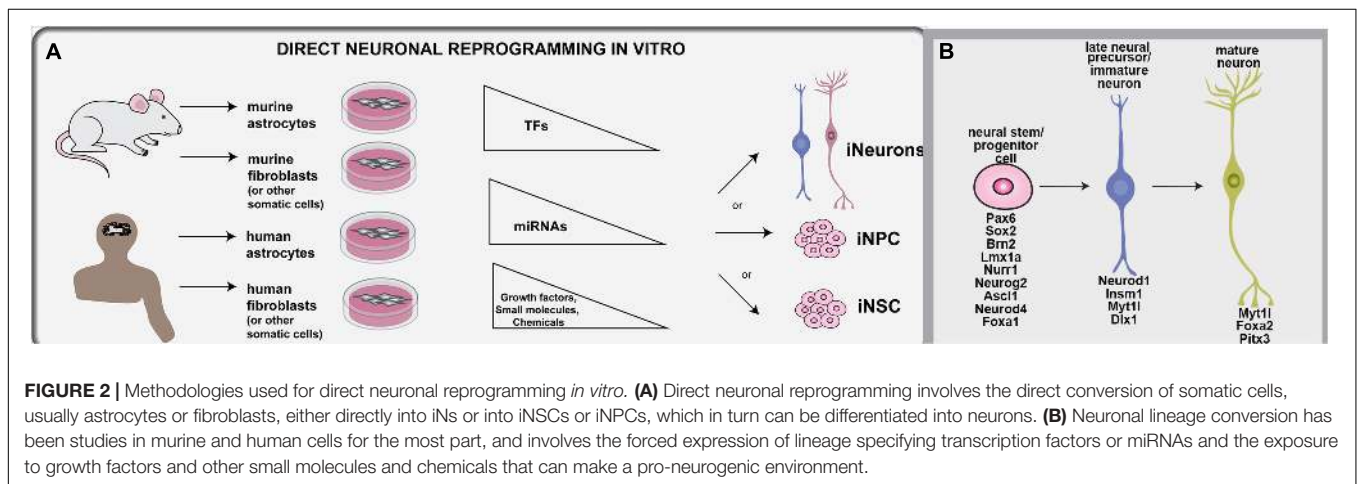 A
DIRECT NEURONAL REPROGRAMMING IN VITRO
murine
astrocytes
murine
fibroblasts
(or other
somatic cells)
human
astrocytes
human
fibroblasts
(or other
somatic cells)
TFs
miRNAs
Growth factors,
Small molecules,
Chemicals
or
or
iNeurons
iNPC
iNSC
B
neural stem/
progenitor
cell
Pax6
Sox2
Brn2
Lmx1a
Nurr1
Neurog2
Ascl1
Neurod4
Foxa1
late neural
precursor/
immature
neuron
Neurod1
Insm1
Myt1l
Dlx1
mature
neuron
Myt1l
Foxa2
Pitx3
FIGURE 2 | Methodologies used for direct neuronal reprogramming in vitro. (A) Direct neuronal reprogramming involves the direct conversion of somatic cells,
usually astrocytes or fibroblasts, either directly into iNs or into iNSCs or iNPCs, which in turn can be differentiated into neurons. (B) Neuronal lineage conversion has
been studies in murine and human cells for the most part, and involves the forced expression of lineage specifying transcription factors or miRNAs and the exposure
to growth factors and other small molecules and chemicals that can make a pro-neurogenic environment.